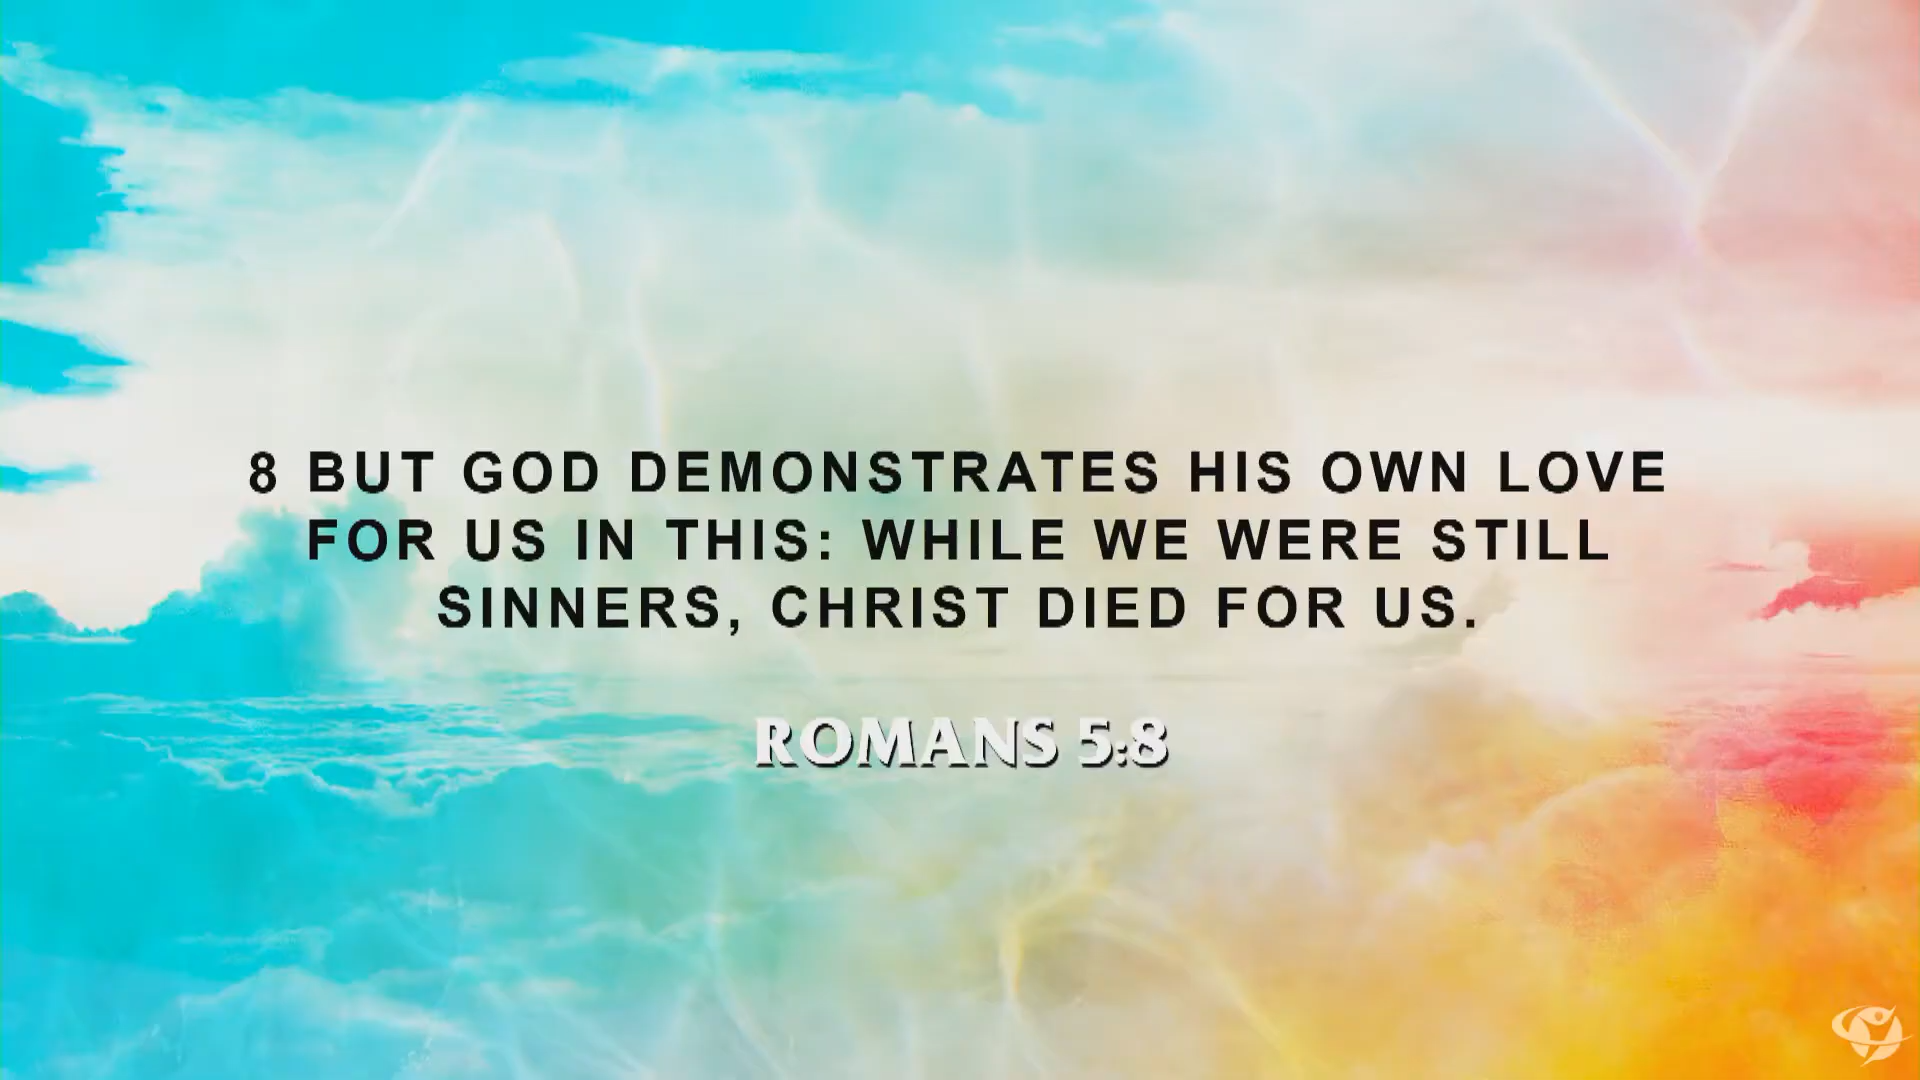 8 BUT GOD DEMONSTRATES HIS OWN LOVE
FOR US IN THIS: WHILE WE WERE STILL
SINNERS, CHRIST DIED FOR US.
ROMANS 5:8